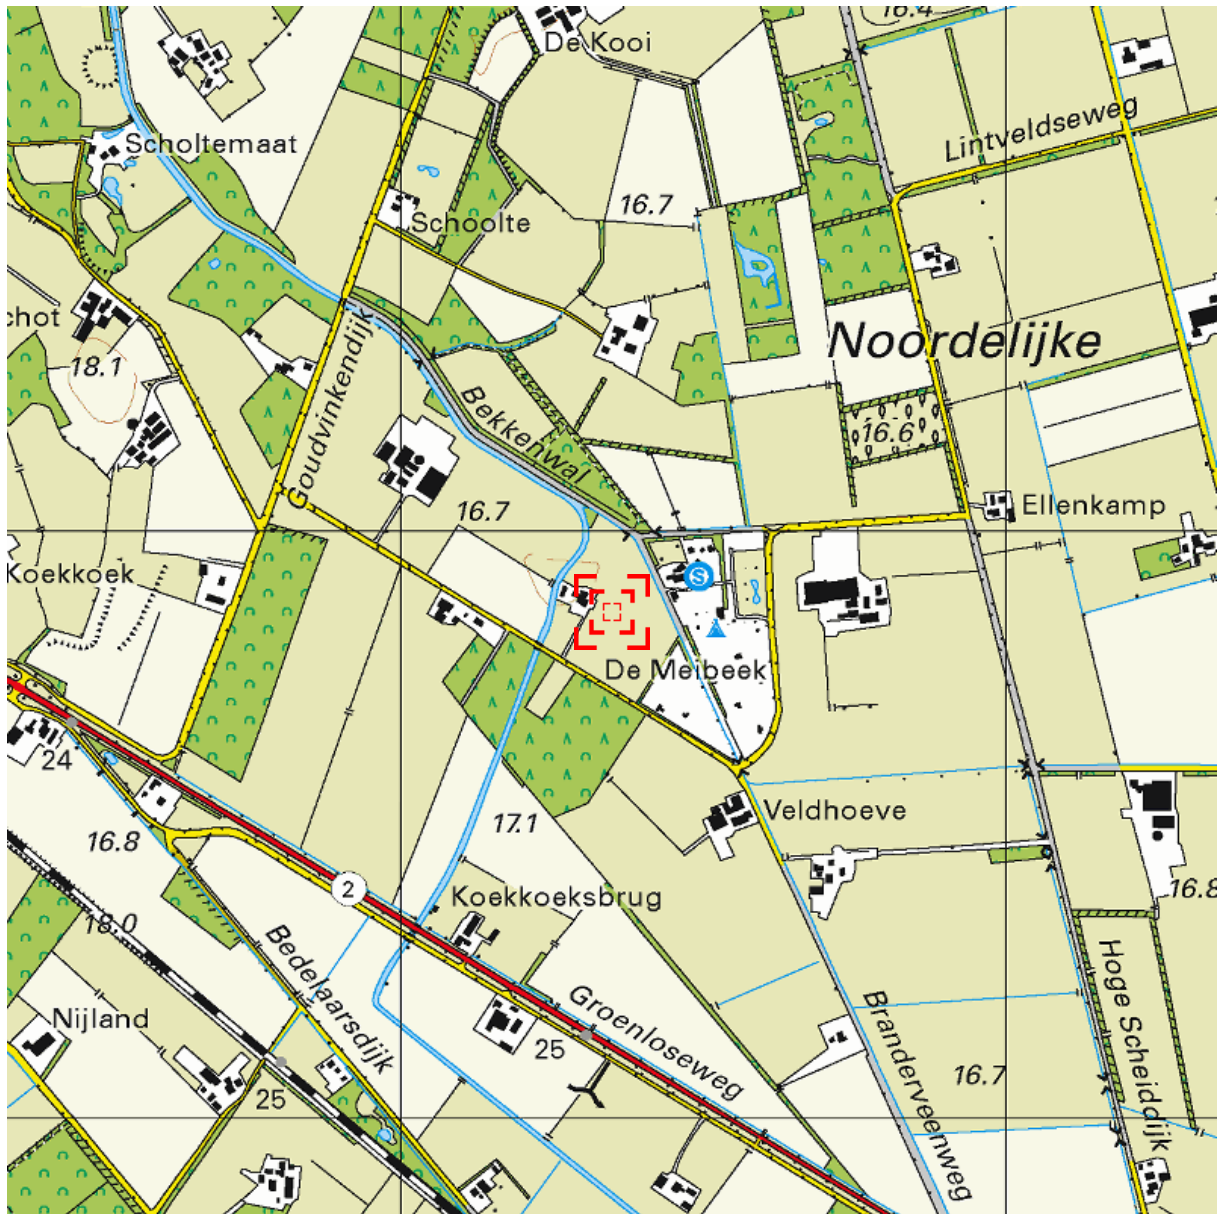 16.4
De Kooi
Lintveldseweg
Scholtemaat
16.7
Schoolte
Noordelijke
18.1
Goudvinkendijk
Bekkenwal
16.6
16.7
Ellenkamp
Koekkoek
S
De Meibeek
24
Veldhoeve
16.8
17.1
2
Koekkoeksbrug
16.8
18.0
Bedelaarsdijk
Groenloseweg
Branderveenweg
Hoge Scheiddijk
Nijland
25
16.7
25